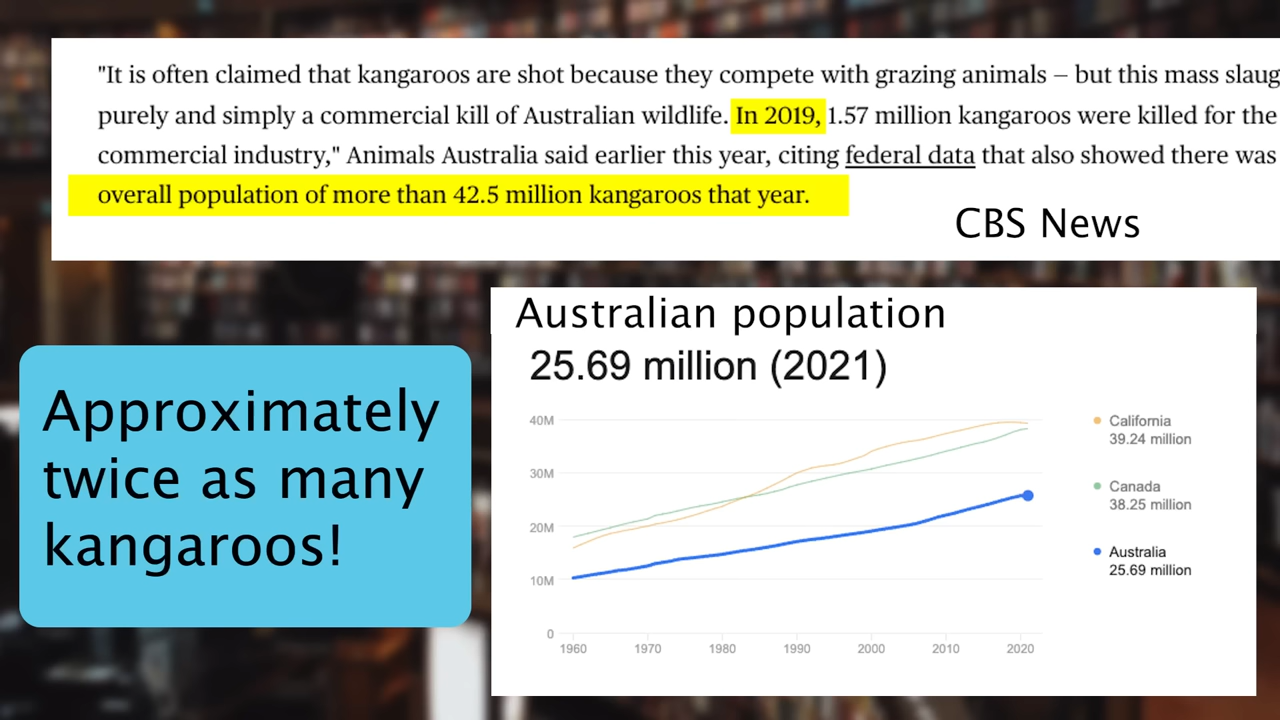 "It is often claimed that kangaroos are shot because they compete with grazing animals — but this mass
purely and simply a commercial kill of Australian wildlife. In 2019, 1.57 million kangaroos were killed for the
commercial industry," Animals Australia said earlier this year, citing federal data that also showed there was
overall population of more than 42.5 million kangaroos that year.
CBS News
Australian population
25.69 million (2021)
Approximately
twice as many
kangaroos!
40M
30M
20M
10M
0
1960 1970 1980 1990 2000 2010 2020
California
39.24 million
Canada
38.25 million
Australia
25.69 million